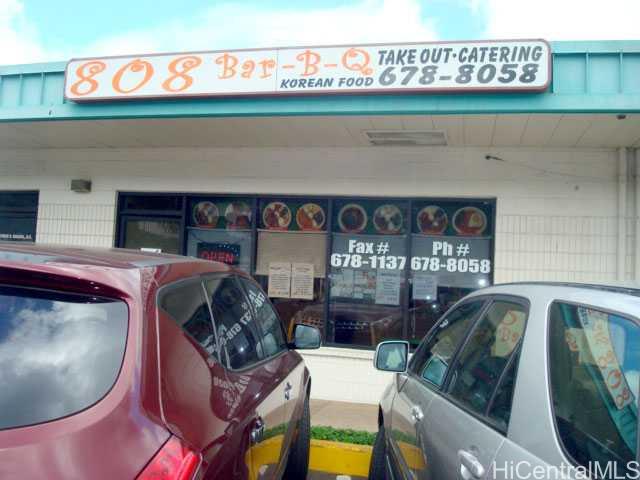 808 Bar-B-Q
KOREAN FOOD
TAKE OUT·CATERING
678-8058
OPEN
Fax #
678-1137
Ph #
678-8058
HiCentralMLS